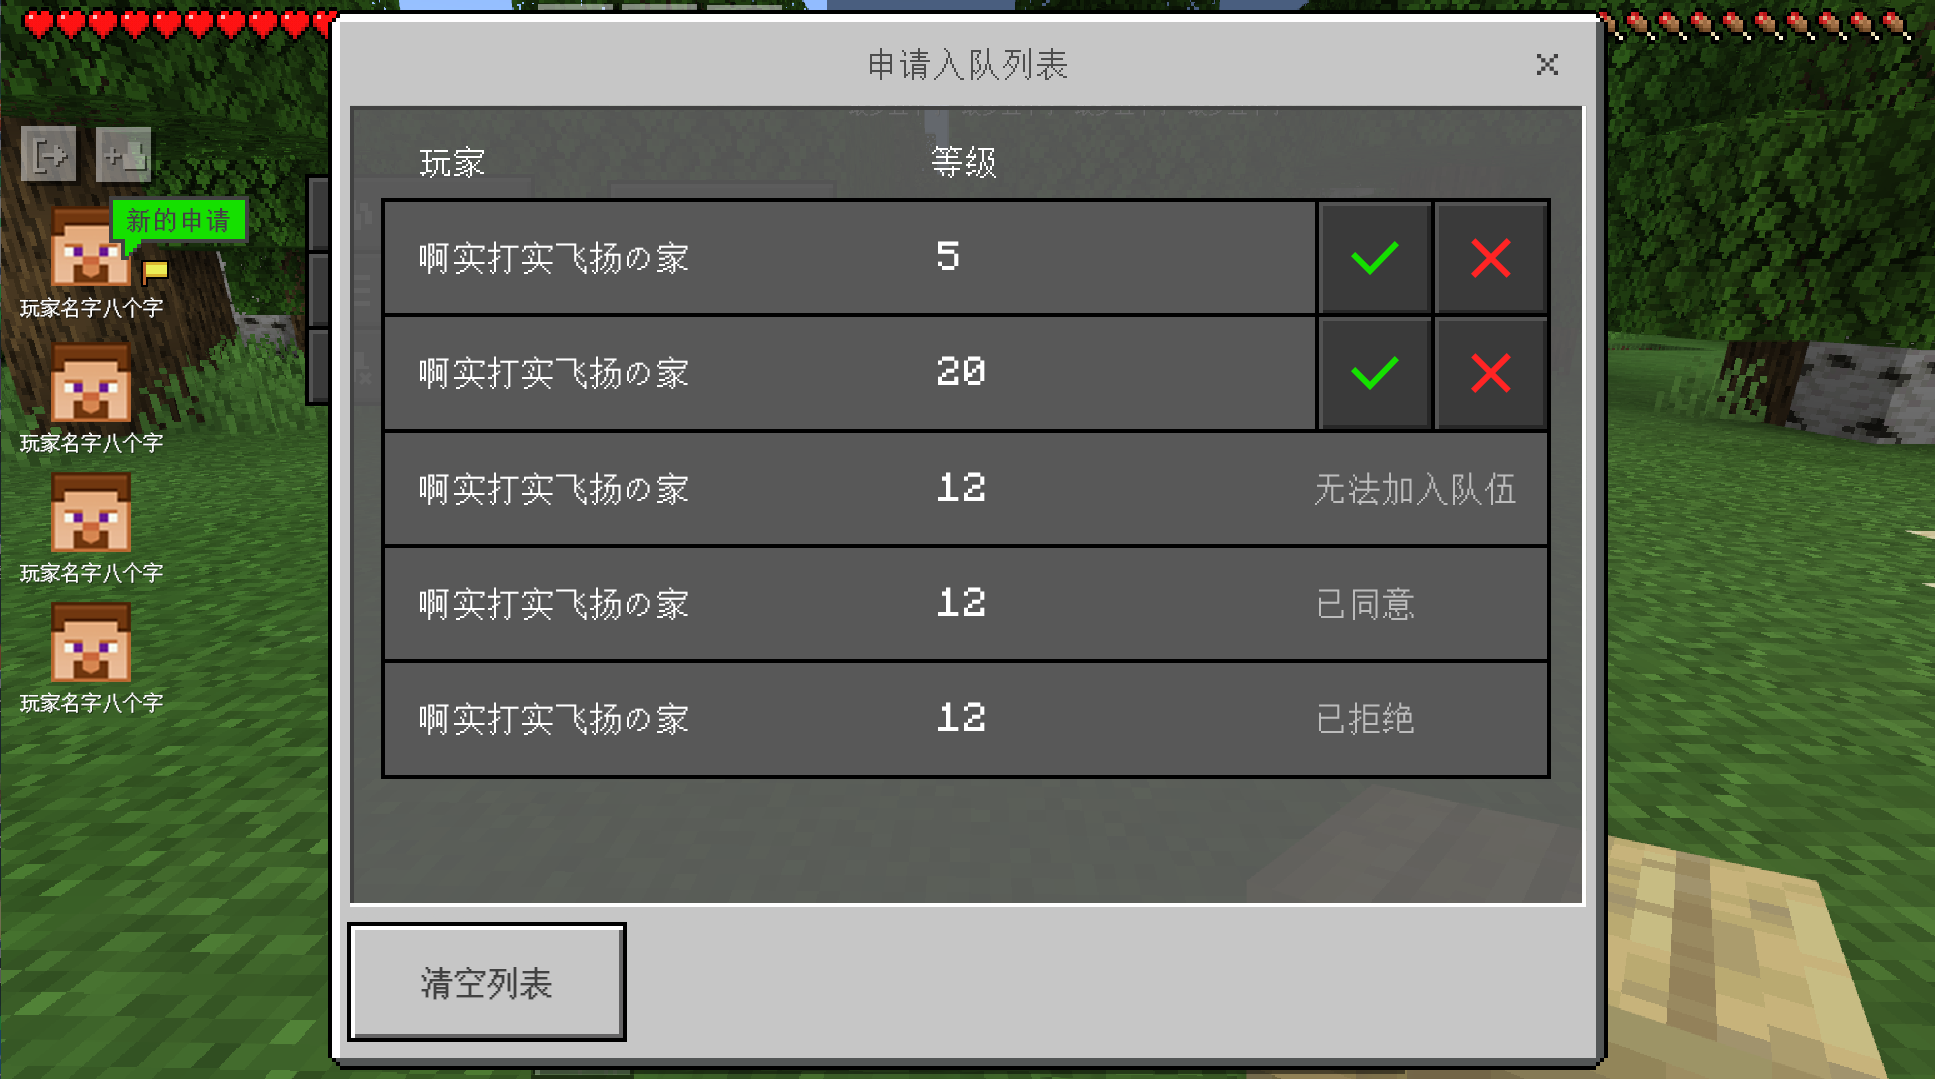 申请入队列表
新的申请
玩家名字八个字
玩家名字八个字
玩家名字八个字
玩家名字八个字
玩家 等级
啊实打实飞扬の家 5
啊实打实飞扬の家 20
啊实打实飞扬の家 12 无法加入队伍
啊实打实飞扬の家 12 已同意
啊实打实飞扬の家 12 已拒绝
清空列表